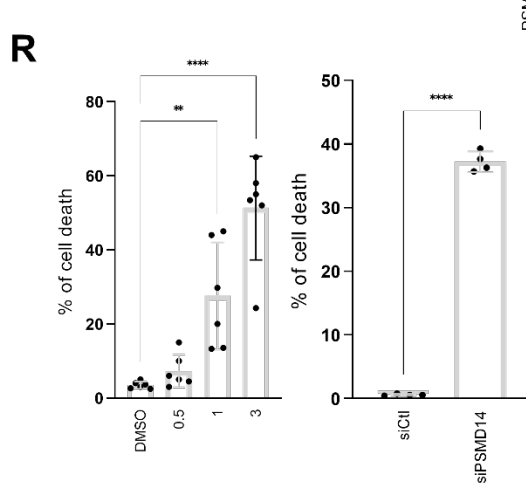 PSM
R
****
**
% of cell death
80
60
40
20
0
DMSO
0.5
1
3
****
% of cell death
50
40
30
20
10
0
siCtl
siPSMD14